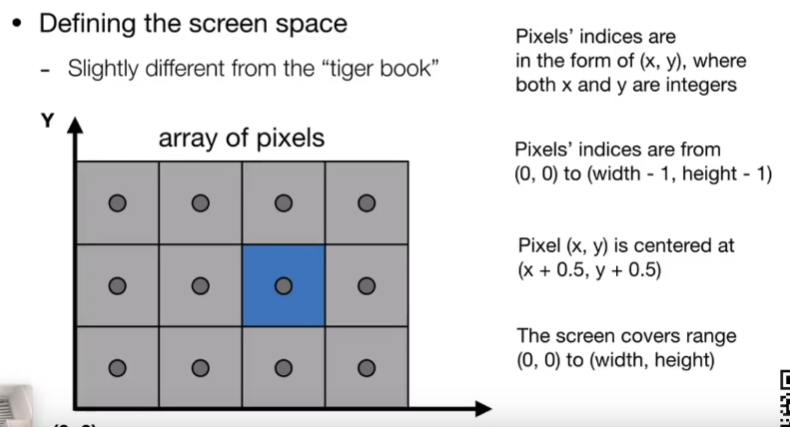 • Defining the screen space
- Slightly different from the “tiger book”
Y
array of pixels
Pixels’ indices are
in the form of (x, y), where
both x and y are integers
Pixels’ indices are from
(0, 0) to (width - 1, height - 1)
Pixel (x, y) is centered at
(x + 0.5, y + 0.5)
The screen covers range
(0, 0) to (width, height)